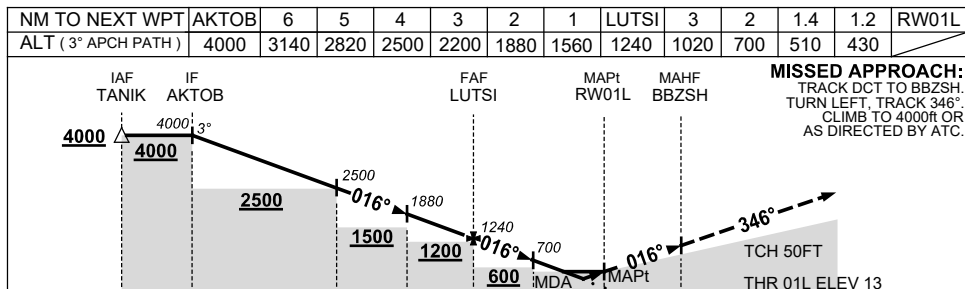 NM TO NEXT WPT AKTOB 6 5 4 3 2 1 LUTSI 3 2 1.4 1.2 RW01L
ALT ( 3° APCH PATH ) 4000 3140 2820 2500 2200 1880 1560 1240 1020 700 510 430
MISSED APPROACH:
TRACK DCT TO BBZSH.
TURN LEFT, TRACK 346°.
CLIMB TO 4000ft OR
AS DIRECTED BY ATC.
IAF
TANIK
IF
AKTOB
FAF
LUTSI
MAPt
RW01L
MAHF
BBZSH
4000
4000 3°
4000
2500
2500
016°
1880
1500
1240
1200
016°
700
600
MDA
MAPt
016°
346°
TCH 50FT
THR 01L ELEV 13